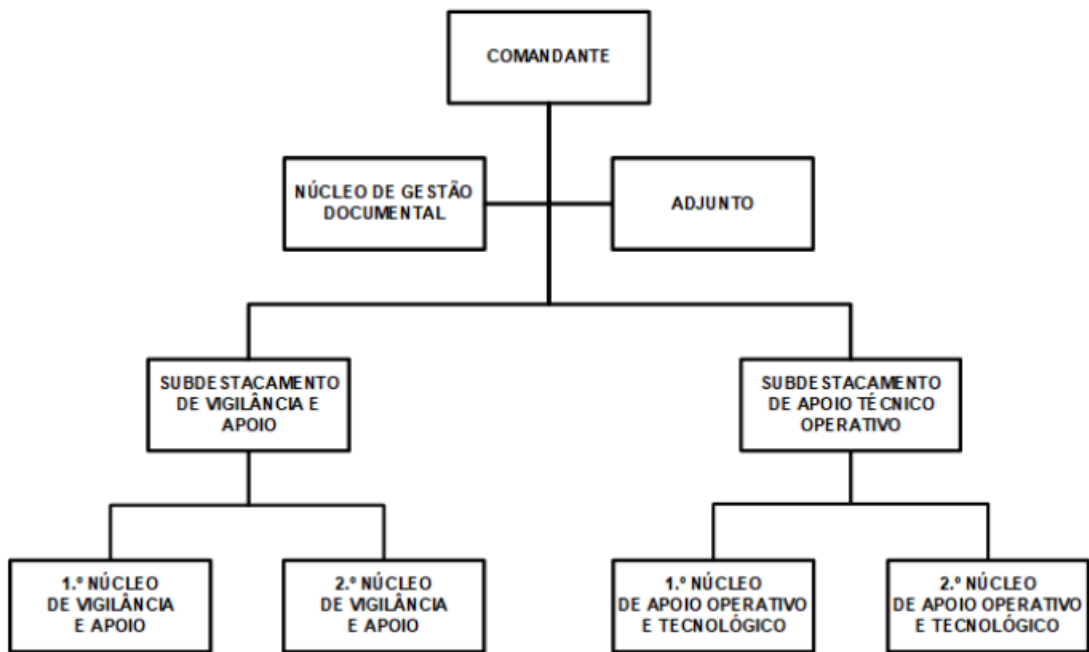 COMANDANTE
NÚCLEO DE GESTÃO
DOCUMENTAL
ADJUNTO
SUBDESTACAMENTO
DE VIGILÂNCIA E
APOIO
SUBDESTACAMENTO
DE APOIO TÉCNICO
OPERATIVO
1.º NÚCLEO
DE VIGILÂNCIA
E APOIO
2.º NÚCLEO
DE VIGILÂNCIA
E APOIO
1.º NÚCLEO
DE APOIO OPERATIVO
E TECNOLÓGICO
2.º NÚCLEO
DE APOIO OPERATIVO
E TECNOLÓGICO